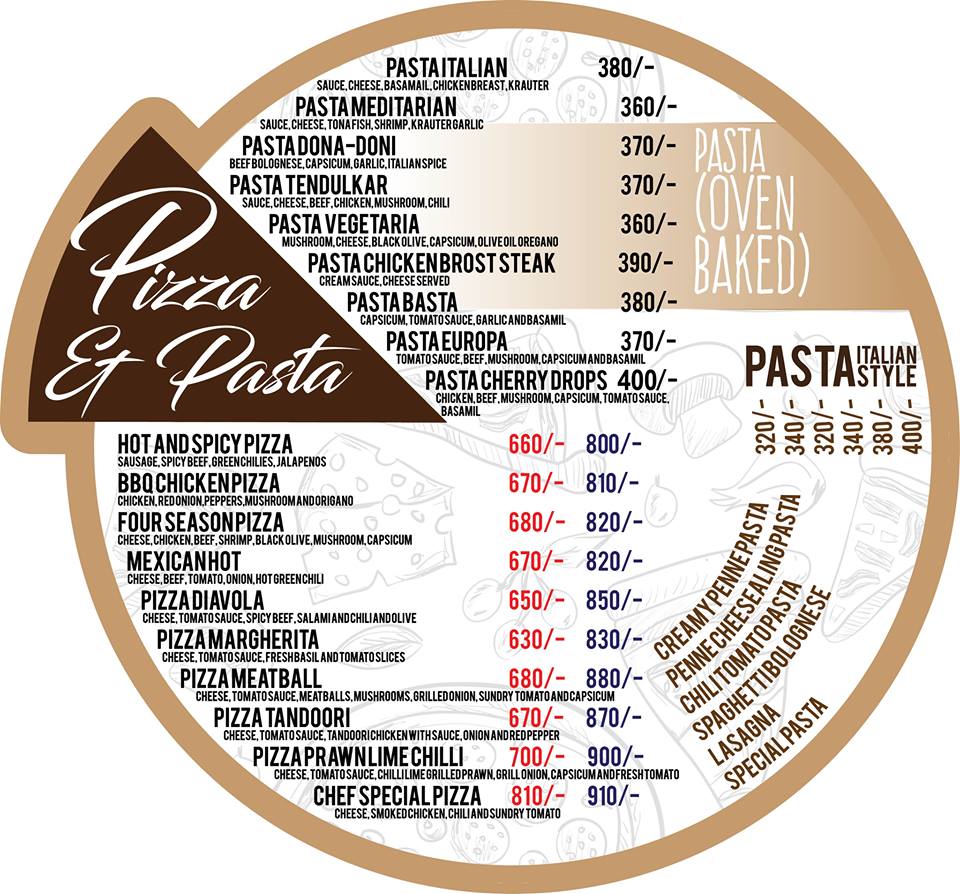 Pizza
& Pasta
PASTA ITALIAN 380/-
SAUCE, CHEESE, BASAMAIL, CHICKEN BREAST, KRAUTER
PASTA MEDITARIAN 360/-
SAUCE, CHEESE, TONA FISH, SHRIMP, KRAUTER GARLIC
PASTA DONA-DONI 370/-
BEEF BOLOGNESE, CAPSICUM, GARLIC, ITALIAN SPICE
PASTA TENDULKAR 370/-
SAUCE, CHEESE, BEEF, CHICKEN, MUSHROOM, CHILI
PASTA VEGETARIA 360/-
MUSHROOM, CHEESE, BLACK OLIVE, CAPSICUM, OLIVE OIL OREGANO
PASTA CHICKEN BROST STEAK 390/-
CREAM SAUCE, CHEESE SERVED
PASTA BASTA 380/-
CAPSICUM, TOMATO SAUCE, GARLIC AND BASAMIL
PASTA EUROPA 370/-
TOMATO SAUCE, BEEF, MUSHROOM, CAPSICUM AND BASAMIL
PASTA CHERRY DROPS 400/-
CHICKEN, BEEF, MUSHROOM, CAPSICUM, TOMATO SAUCE,
BASAMIL
PASTA
(OVEN
BAKED)
HOT AND SPICY PIZZA 660/- 800/-
SAUSAGE, SPICY BEEF, GREEN CHILIES, JALAPENOS
BBQ CHICKEN PIZZA 670/- 810/-
CHICKEN, RED ONION, PEPPERS, MUSHROOM AND ORIGANO
FOUR SEASON PIZZA 680/- 820/-
CHEESE, CHICKEN, BEEF, SHRIMP, BLACK OLIVE, MUSHROOM, CAPSICUM
MEXICAN HOT 670/- 820/-
CHEESE, BEEF, TOMATO, ONION, HOT GREEN CHILI
PIZZA DIAVOLA 650/- 850/-
CHEESE, TOMATO SAUCE, SPICY BEEF, SALAMI AND CHILI AND OLIVE
PIZZA MARGHERITA 630/- 830/-
CHEESE, TOMATO SAUCE, FRESH BASIL AND TOMATO SLICES
PIZZA MEATBALL 680/- 880/-
CHEESE, TOMATO SAUCE, MEATBALLS, MUSHROOMS, GRILLED ONION, SUNDRY TOMATO AND CAPSICUM
PIZZA TANDOORI 670/- 870/-
CHEESE, TOMATO SAUCE, TANDOORI CHICKEN WITH SAUCE, ONION AND RED PEPPER
PIZZA PRAWN LIME CHILLI 700/- 900/-
CHEESE, TOMATO SAUCE, CHILLI LIME GRILLED PRAWN, GRILL ONION, CAPSICUM AND FRESH TOMATO
CHEF SPECIAL PIZZA 810/- 910/-
CHEESE, SMOKED CHICKEN, CHILI AND SUNDRY TOMATO
PASTA ITALIAN
STYLE
CREAMY PENNE PASTA 320/-
PENNE CHEESE ALING PASTA 340/-
CHILI TOMATO PASTA 320/-
SPAGHETTI BOLOGNESE 340/-
LASAGNA 380/-
SPECIAL PASTA 400/-